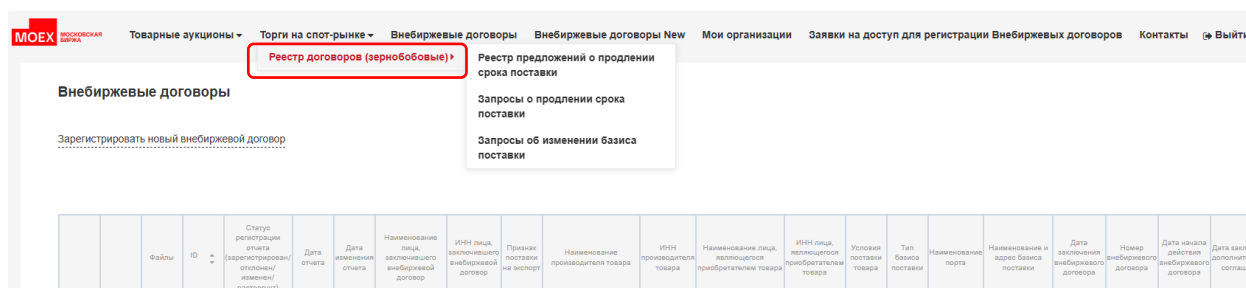 MOEX МОСКОВСКАЯ БИРЖА
Товарные аукционы Торги на спот-рынке Внебиржевые договоры Внебиржевые договоры New Мои организации Заявки на доступ для регистрации Внебиржевых договоров Контакты Выйти
Реестр договоров (зернобобовые)
Реестр предложений о продлении
срока поставки
Запросы о продлении срока
поставки
Запросы об изменении базиса
поставки
Внебиржевые договоры
Зарегистрировать новый внебиржевой договор
Файлы
ID
Статус
регистрации
отчета
(зарегистрирован/
отклонен/
изменен/
расторгнут)
Дата
отчета
Дата
изменения
отчета
Наименование
лица,
заключившего
внебиржевой
договор
ИНН лица,
заключившего
внебиржевой
договор
Признак
поставки
на экспорт
Наименование
производителя товара
ИНН
производителя
товара
Наименование лица,
являющегося
приобретателем товара
ИНН лица,
являющегося
приобретателем
товара
Условия
поставки
товара
Тип
базиса
поставки
Наименование
порта
Наименование и
адрес базиса
поставки
Дата
заключения
внебиржевого
договора
Номер
внебиржевого
договора
Дата начала
действия
внебиржевого
договора
Дата закл
дополнит
соглаш